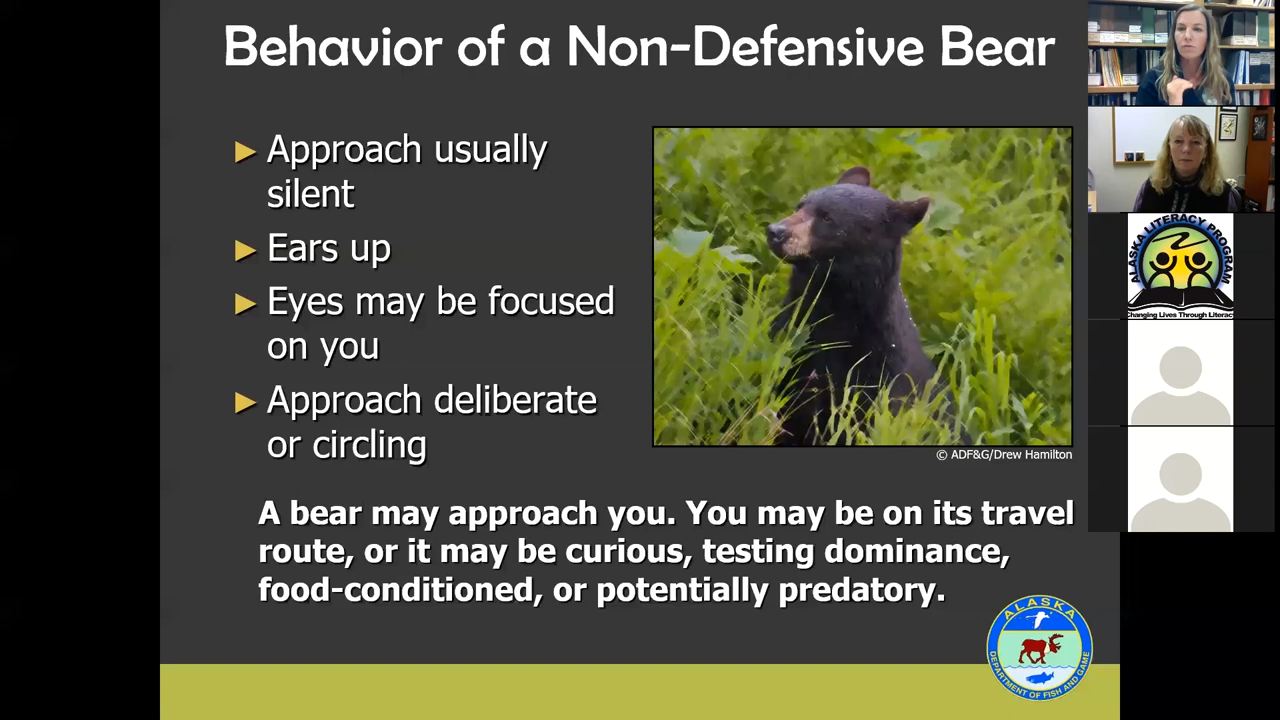 Behavior of a Non-Defensive Bear
► Approach usually
silent
► Ears up
► Eyes may be focused
on you
► Approach deliberate
or circling
© ADF&G/Drew Hamilton
A bear may approach you. You may be on its travel
route, or it may be curious, testing dominance,
food-conditioned, or potentially predatory.
ALASKA
DEPARTMENT OF FISH AND GAME
ALASKA LITERACY PROGRAM
Changing Lives Through Literac